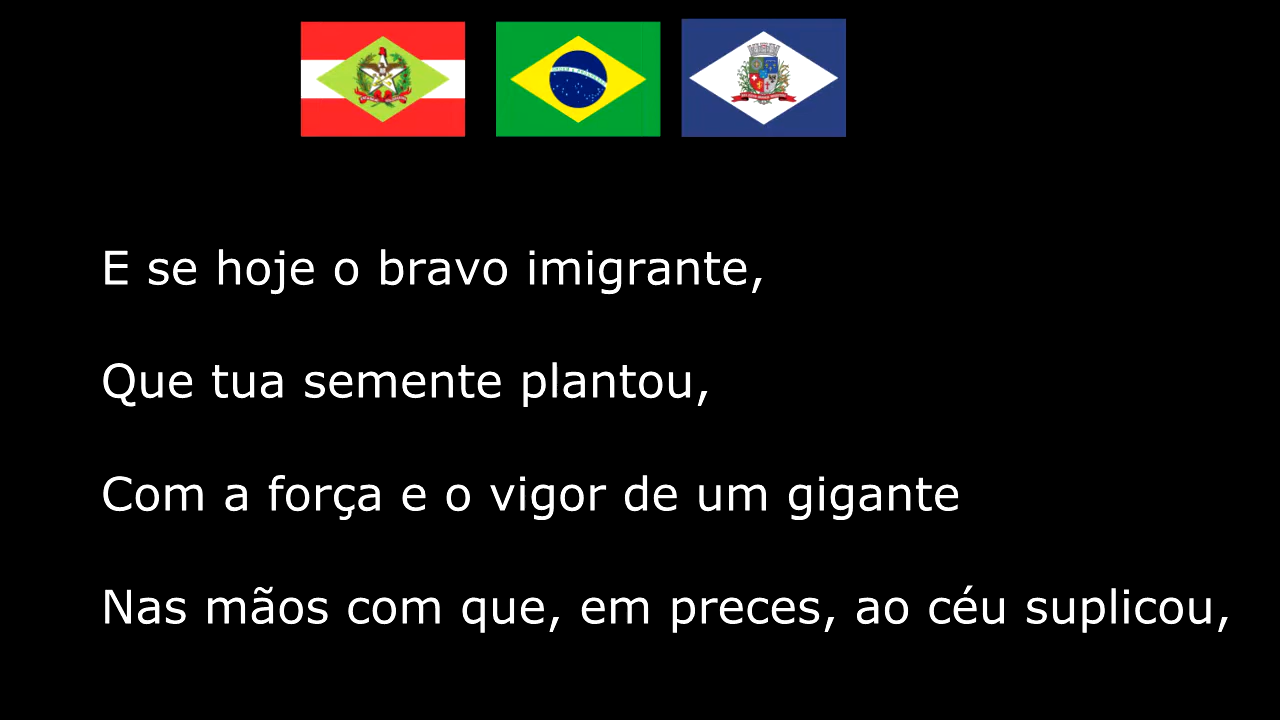 E se hoje o bravo imigrante,
Que tua semente plantou,
Com a força e o vigor de um gigante
Nas mãos com que, em preces, ao céu suplicou,